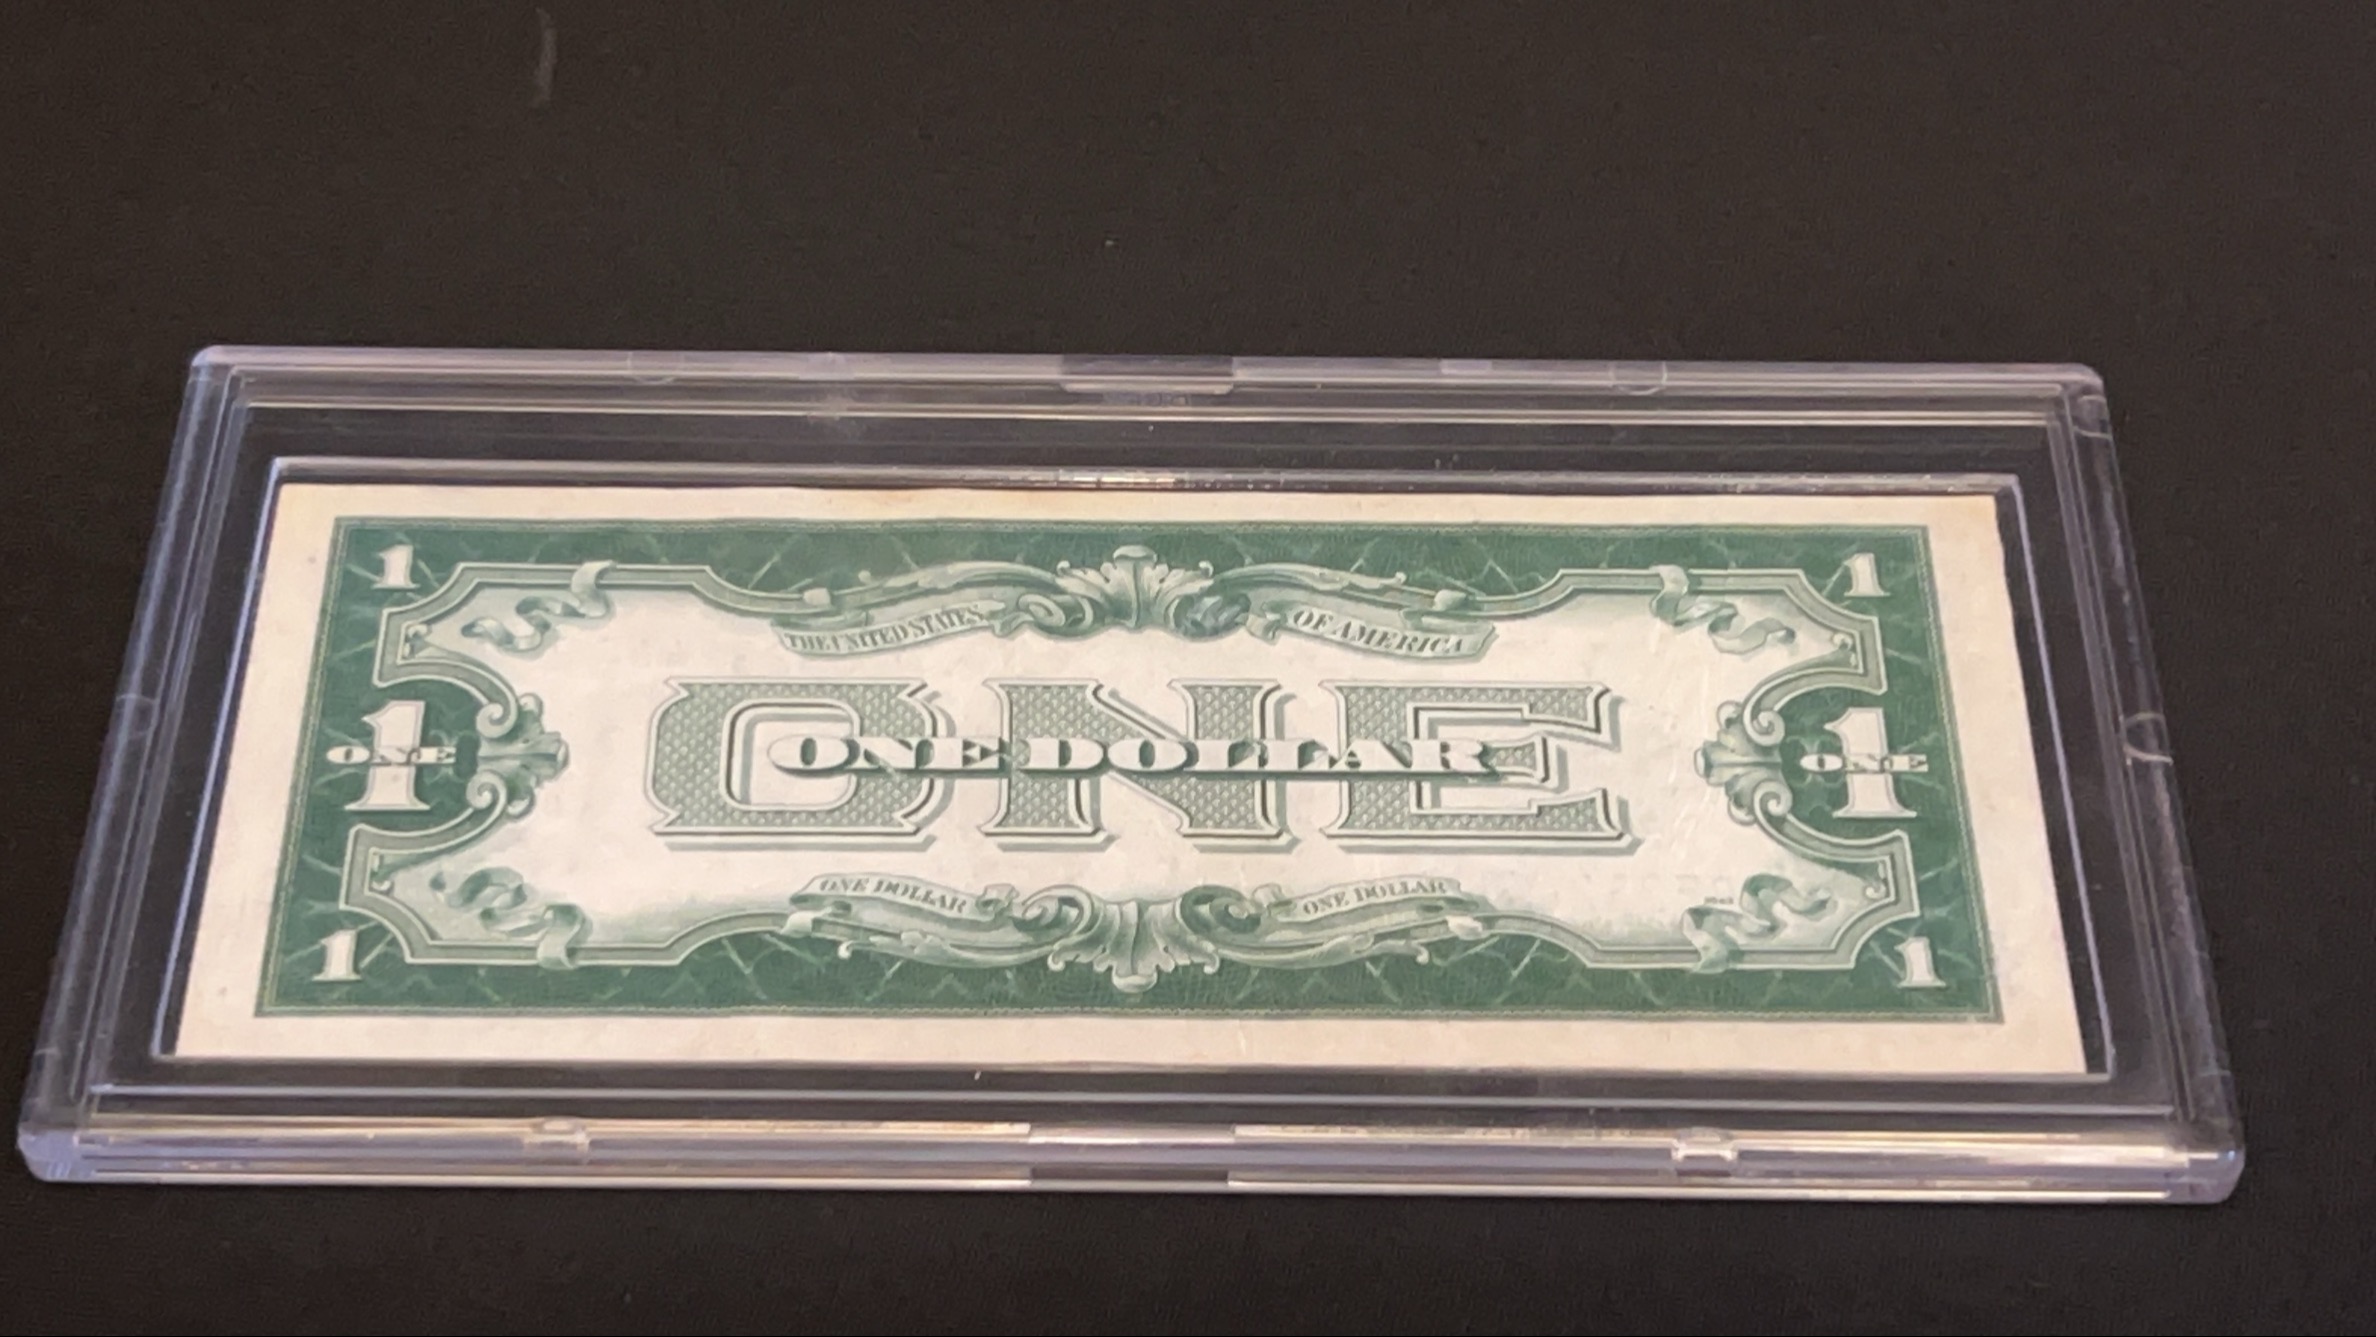 1 1
THE UNITED STATES OF AMERICA
ONE
1 ONE ONE DOLLAR 1 ONE
ONE DOLLAR ONE DOLLAR
1 1